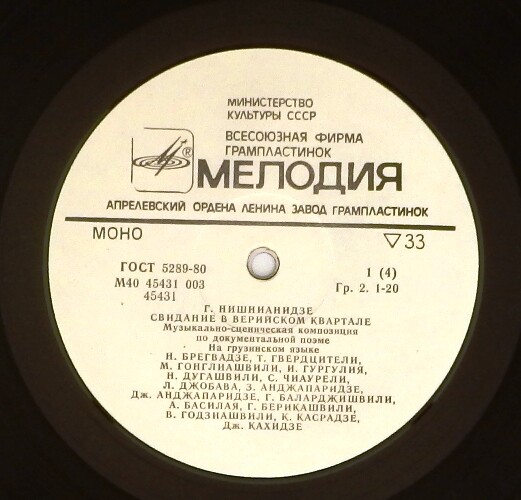 МИНИСТЕРСТВО
КУЛЬТУРЫ СССР
ВСЕСОЮЗНАЯ ФИРМА
ГРАМПЛАСТИНОК
® МЕЛОДИЯ
АПРЕЛЕВСКИЙ ОРДЕНА ЛЕНИНА ЗАВОД ГРАМПЛАСТИНОК
МОНО ▽33
ГОСТ 5289-80 1 (4)
М40 45431 003 Гр. 2. 1-20
45431
Г. НИШНИАНИДЗЕ
СВИДАНИЕ В ВЕРИЙСКОМ КВАРТАЛЕ
Музыкально-сценическая композиция
по документальной поэме
На грузинском языке
Н. БРЕГВАДЗЕ, Т. ГВЕРДЦИТЕЛИ,
М. ГОНГЛИАШВИЛИ, И. ГУРГУЛИЯ,
Н. ДУГАШВИЛИ, С. ЧИАУРЕЛИ,
Л. ДЖОБАВА, З. АНДЖАПАРИДЗЕ,
Дж. АНДЖАПАРИДЗЕ, Г. БАЛАРДЖИШВИЛИ,
А. БАСИЛАЯ, Г. БЕРИКАШВИЛИ,
В. ГОДЗИАШВИЛИ, К. КАСРАДЗЕ,
Дж. КАХИДЗЕ